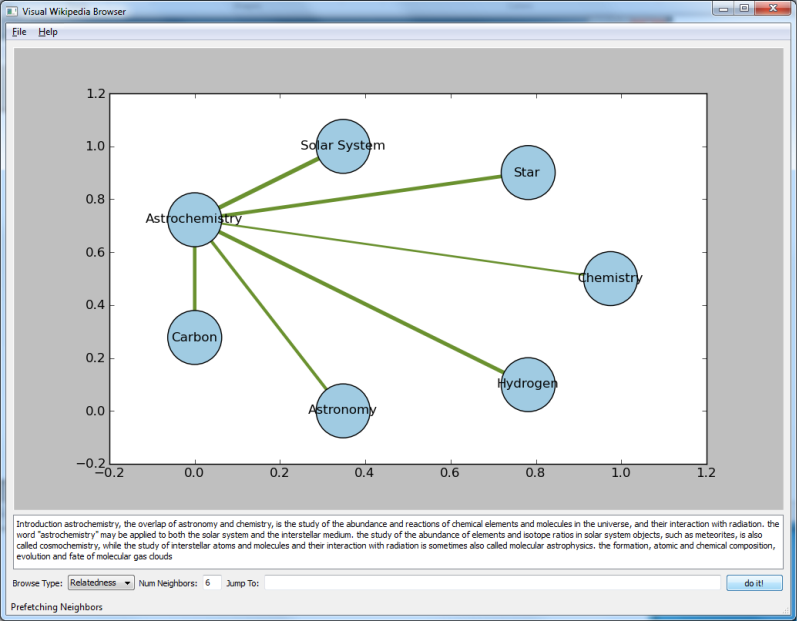 Visual Wikipedia Browser
File Help
1.2
1.0
0.8
0.6
0.4
0.2
0.0
−0.2
−0.2 0.0 0.2 0.4 0.6 0.8 1.0 1.2
Solar System
Star
Astrochemistry
Chemistry
Carbon
Hydrogen
Astronomy
Introduction astrochemistry, the overlap of astronomy and chemistry, is the study of the abundance and reactions of chemical elements and molecules in the universe, and their interaction with radiation. the
word "astrochemistry" may be applied to both the solar system and the interstellar medium. the study of the abundance of elements and isotope ratios in solar system objects, such as meteorites, is also
called cosmochemistry, while the study of interstellar atoms and molecules and their interaction with radiation is sometimes also called molecular astrophysics. the formation, atomic and chemical composition,
evolution and fate of molecular gas clouds
Browse Type: Relatedness Num Neighbors: 6 Jump To: do it!
Prefetching Neighbors